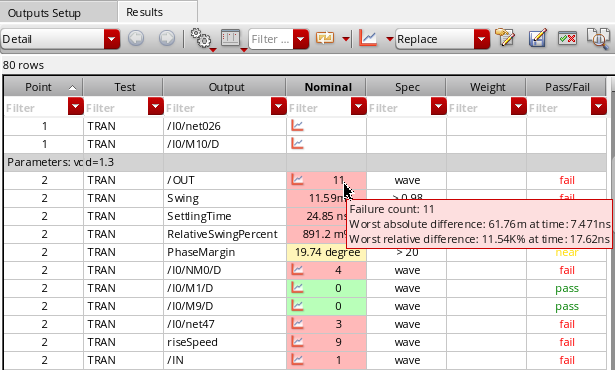 Outputs Setup Results
Detail Filter ... Replace
80 rows
Point Test Output Nominal Spec Weight Pass/Fail
Filter Filter Filter Filter Filter Filter Filter
1 TRAN /I0/net026
1 TRAN /I0/M10/D
Parameters: vcd=1.3
2 TRAN /OUT 11 wave fail
2 TRAN Swing 11.59m > 0.98 fail
2 TRAN SettlingTime 24.85 ns
2 TRAN RelativeSwingPercent 891.2 m%
Failure count: 11
Worst absolute difference: 61.76m at time: 7.471ns
Worst relative difference: 11.54K% at time: 17.62ns
2 TRAN PhaseMargin 19.74 degree > 20 near
2 TRAN /I0/NM0/D 4 wave fail
2 TRAN /I0/M1/D 0 wave pass
2 TRAN /I0/M9/D 0 wave pass
2 TRAN /I0/net47 3 wave fail
2 TRAN riseSpeed 9 wave fail
2 TRAN /IN 1 wave fail